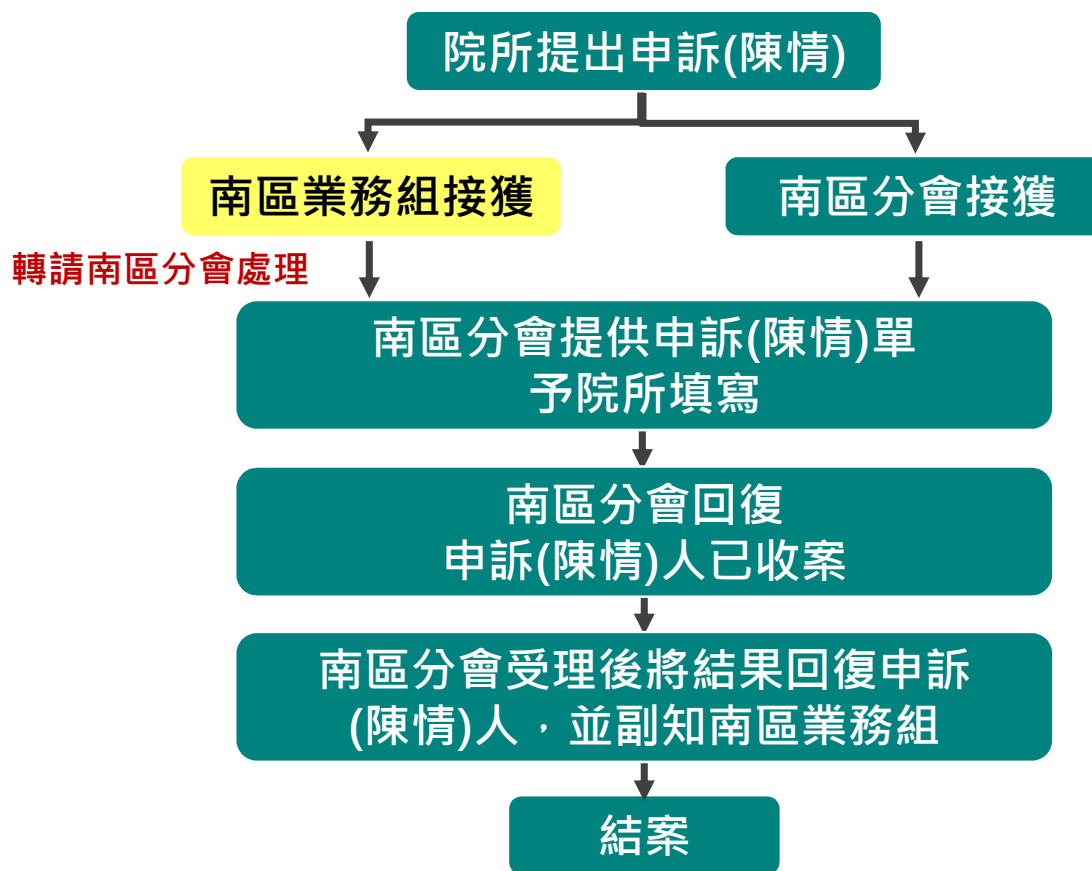 院所提出申訴(陳情)
南區業務組接獲
南區分會接獲
轉請南區分會處理
南區分會提供申訴(陳情)單
予院所填寫
南區分會回復
申訴(陳情)人已收案
南區分會受理後將結果回復申訴
(陳情)人，並副知南區業務組
結案